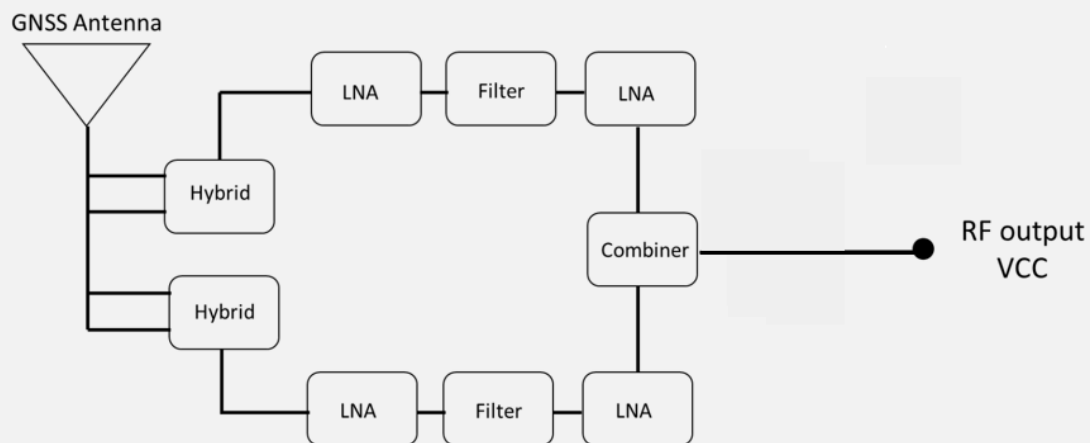 GNSS Antenna
LNA
Filter
LNA
Hybrid
Combiner
RF output
VCC
Hybrid
LNA
Filter
LNA